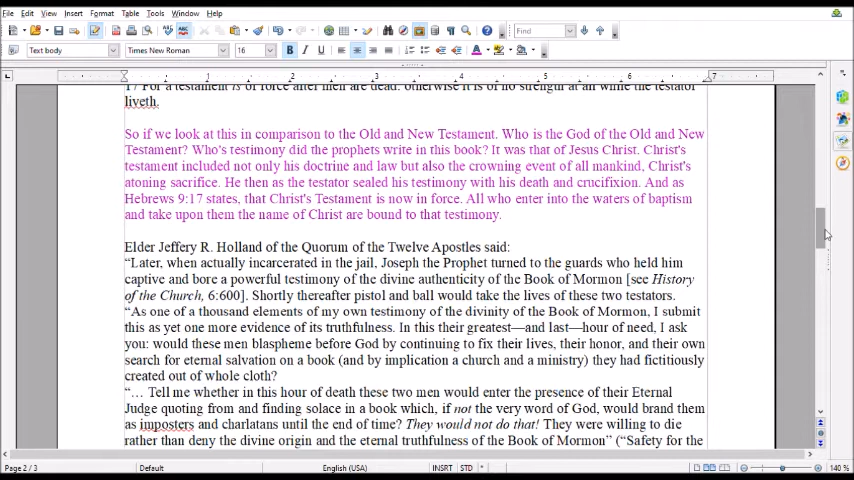 File Edit View Insert Format Table Tools Window Help
Find
Text body Times New Roman 16 B I U A
1 2 3 4 5 6 7
17 For a testament is of force after men are dead: otherwise it is of no strength at all while the testator
liveth.
So if we look at this in comparison to the Old and New Testament. Who is the God of the Old and New
Testament? Who's testimony did the prophets write in this book? It was that of Jesus Christ. Christ's
testament included not only his doctrine and law but also the crowning event of all mankind, Christ's
atoning sacrifice. He then as the testator sealed his testimony with his death and crucifixion. And as
Hebrews 9:17 states, that Christ's Testament is now in force. All who enter into the waters of baptism
and take upon them the name of Christ are bound to that testimony.
Elder Jeffery R. Holland of the Quorum of the Twelve Apostles said:
“Later, when actually incarcerated in the jail, Joseph the Prophet turned to the guards who held him
captive and bore a powerful testimony of the divine authenticity of the Book of Mormon [see History
of the Church, 6:600]. Shortly thereafter pistol and ball would take the lives of these two testators.
“As one of a thousand elements of my own testimony of the divinity of the Book of Mormon, I submit
this as yet one more evidence of its truthfulness. In this their greatest—and last—hour of need, I ask
you: would these men blaspheme before God by continuing to fix their lives, their honor, and their own
search for eternal salvation on a book (and by implication a church and a ministry) they had fictitiously
created out of whole cloth?
“… Tell me whether in this hour of death these two men would enter the presence of their Eternal
Judge quoting from and finding solace in a book which, if not the very word of God, would brand them
as imposters and charlatans until the end of time? They would not do that! They were willing to die
rather than deny the divine origin and the eternal truthfulness of the Book of Mormon” (“Safety for the
Page 2 / 3 Default English (USA) INSRT STD * 140 %